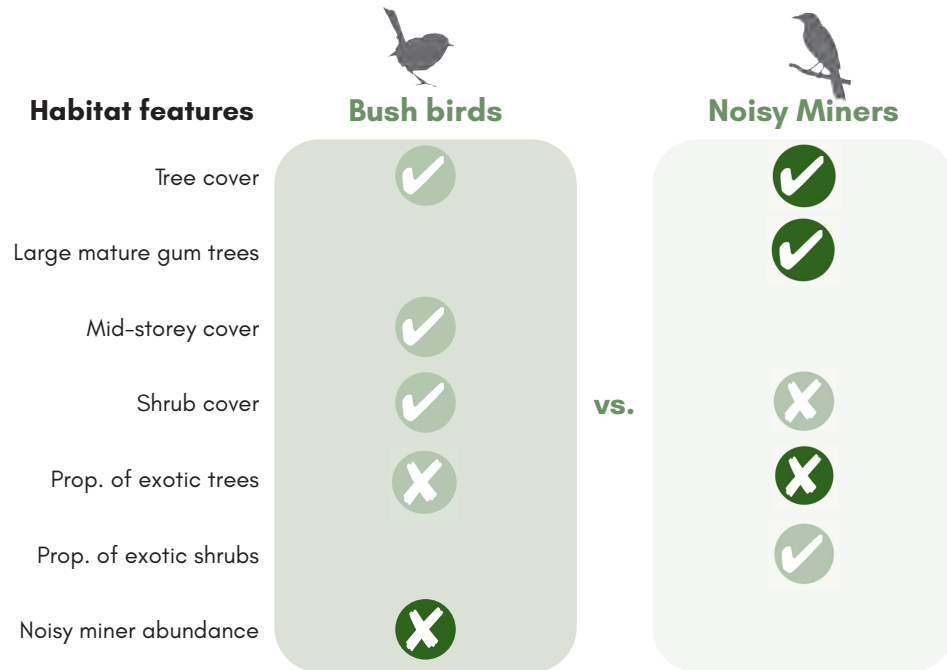 Habitat features
Bush birds
Noisy Miners
Tree cover
Large mature gum trees
Mid-storey cover
Shrub cover
vs.
Prop. of exotic trees
Prop. of exotic shrubs
Noisy miner abundance